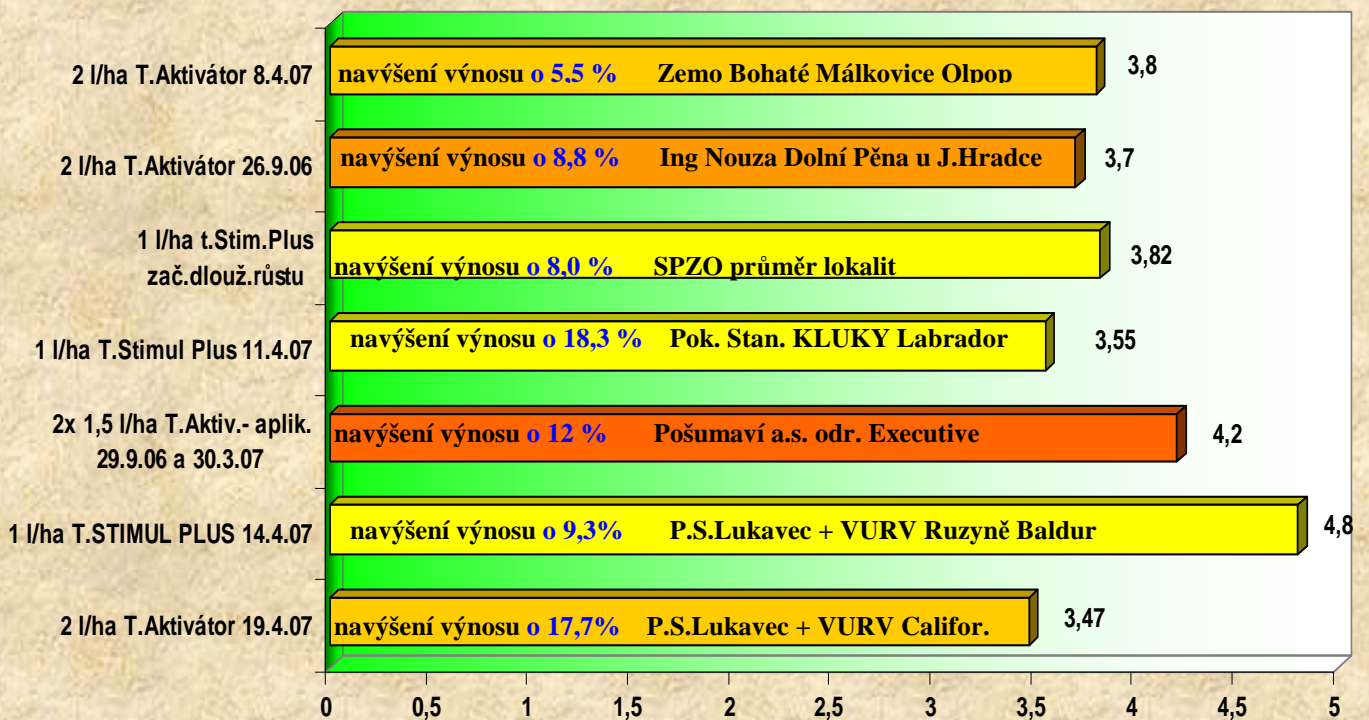 2 l/ha T.Aktivátor 8.4.07 navýšení výnosu o 5,5 % Zemo Bohaté Málkovice Olpop 3,8
2 l/ha T.Aktivátor 26.9.06 navýšení výnosu o 8,8 % Ing Nouza Dolní Pěna u J.Hradce 3,7
1 l/ha t.Stim.Plus
zač.dlouž.růstu navýšení výnosu o 8,0 % SPZO průměr lokalit 3,82
1 l/ha T.Stimul Plus 11.4.07 navýšení výnosu o 18,3 % Pok. Stan. KLUKY Labrador 3,55
2x 1,5 l/ha T.Aktiv.- aplik.
29.9.06 a 30.3.07 navýšení výnosu o 12 % Pošumaví a.s. odr. Executive 4,2
1 l/ha T.STIMUL PLUS 14.4.07 navýšení výnosu o 9,3% P.S.Lukavec + VURV Ruzyně Baldur 4,8
2 l/ha T.Aktivátor 19.4.07 navýšení výnosu o 17,7% P.S.Lukavec + VURV Califor. 3,47
0 0,5 1 1,5 2 2,5 3 3,5 4 4,5 5